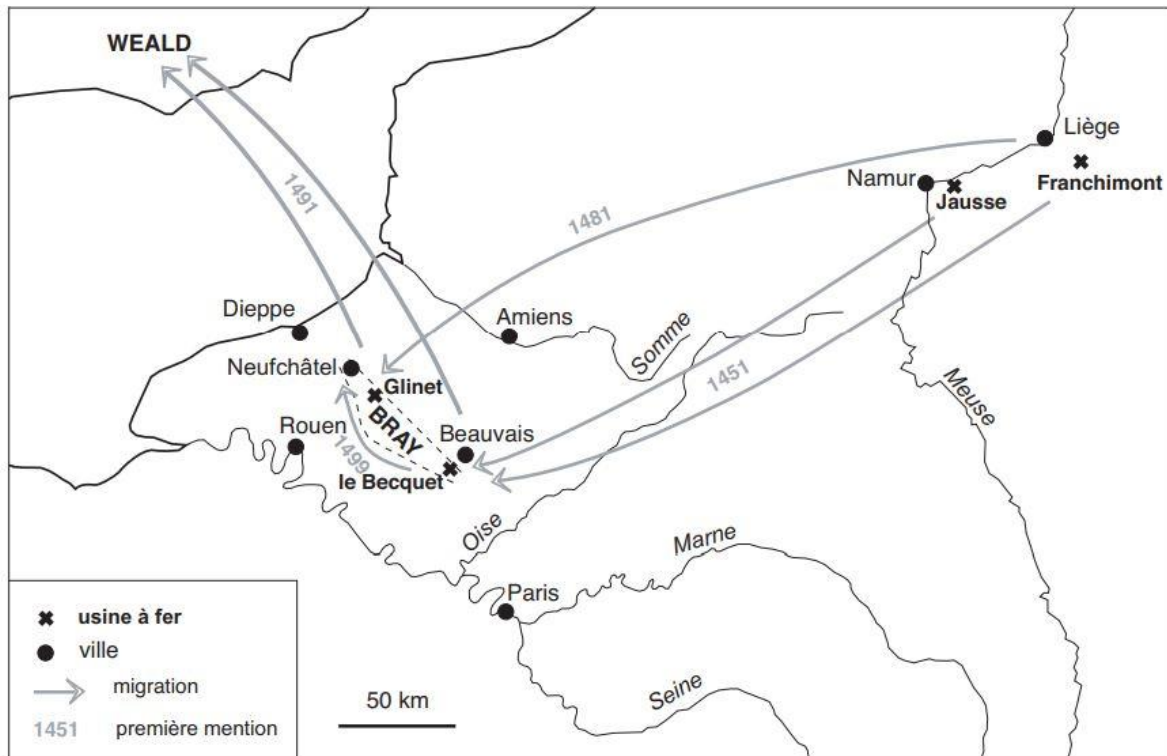 WEALD
Liège
Namur
Jausse
Franchimont
1491
1481
Dieppe
Amiens
Somme
1451
Neufchâtel
Glinet
BRAY
Meuse
Rouen
Beauvais
1499
le Becquet
Oise
Marne
Paris
Seine
usine à fer
ville
migration
1451 première mention
50 km